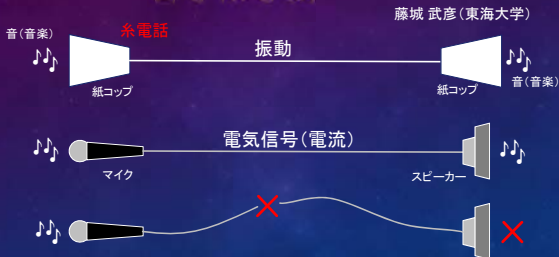 藤城 武彦(東海大学)
音(音楽)
糸電話
振動
紙コップ
紙コップ
音(音楽)
電気信号(電流)
マイク
スピーカー